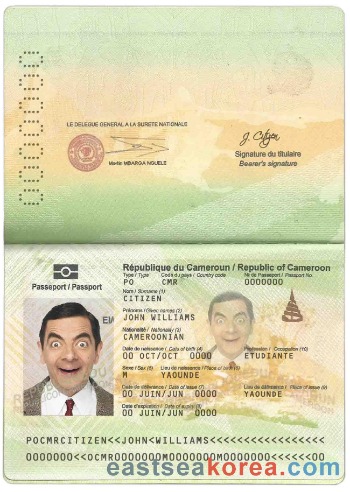 0000000
LE DELEGUE GENERAL A LA SURETE NATIONALE
Martin MBARGA NGUELE
J. Citizen
Signature du titulaire
Bearer's signature
République du Cameroun / Republic of Cameroon
Type / Type Code du pays / Country code N° de Passeport / Passport No
PO CMR 0000000
Passeport / Passport
Nom / Surname (1)
CITIZEN
Prénoms / Given names (2)
JOHN WILLIAMS
Nationalité / Nationality (3)
CAMEROONIAN
Date de naissance / Date of birth (4) Profession / Occupation (10)
00 OCT/OCT 0000 ETUDIANTE
Sexe / Sex (5) Lieu de naissance / Place of birth (6)
M YAOUNDE
Date de délivrance / Date of issue (7) Lieu de délivrance / Place of issue (9)
00 JUIN/JUN 0000 YAOUNDE
Date d'expiration / Date of expiry (8)
00 JUIN/JUN 0000
POCMRCITIZEN<<JOHN<WILLIAMS<<<<<<<<<<<<<<<<<
eastseakorea.com